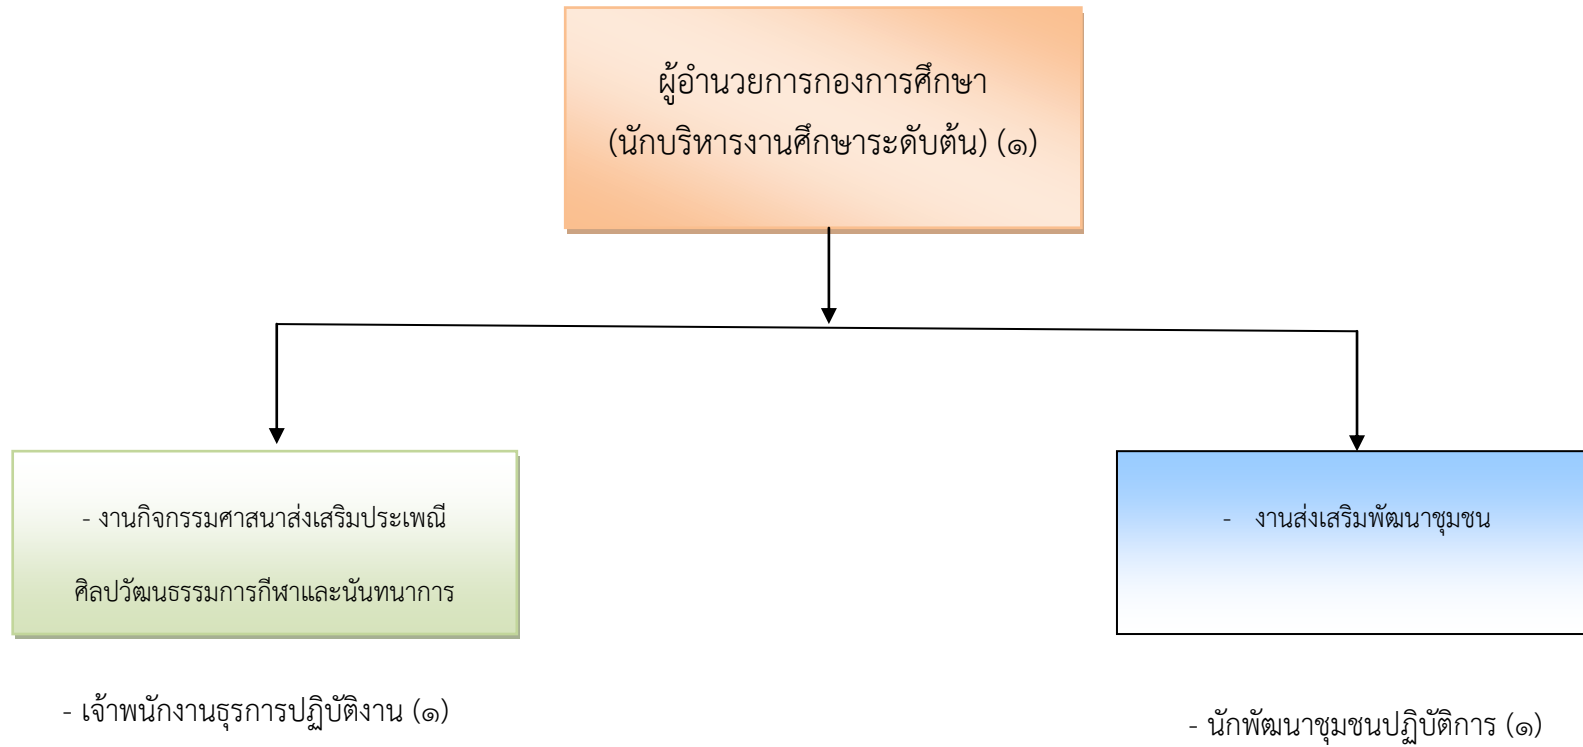 ผู้อำนวยการกองการศึกษา
(นักบริหารงานศึกษาระดับต้น) (๑)
- งานกิจกรรมศาสนาส่งเสริมประเพณี
ศิลปวัฒนธรรมการกีฬาและนันทนาการ
- งานส่งเสริมพัฒนาชุมชน
- เจ้าพนักงานธุรการปฏิบัติงาน (๑)
- นักพัฒนาชุมชนปฏิบัติการ (๑)